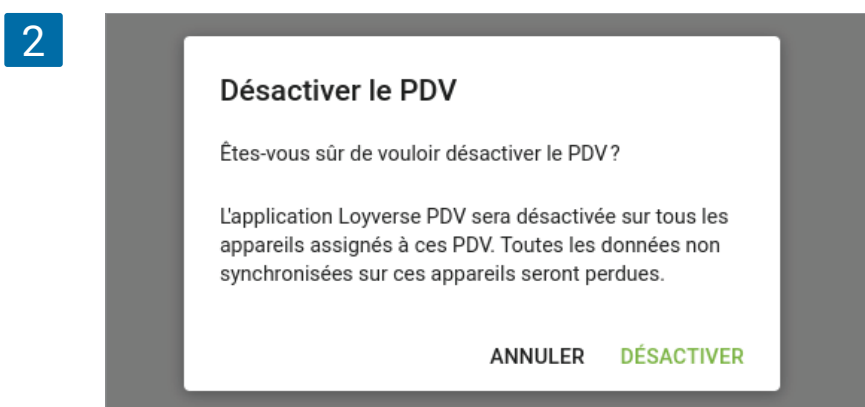 2
Désactiver le PDV
Êtes-vous sûr de vouloir désactiver le PDV ?
L'application Loyverse PDV sera désactivée sur tous les
appareils assignés à ces PDV. Toutes les données non
synchronisées sur ces appareils seront perdues.
ANNULER DÉSACTIVER